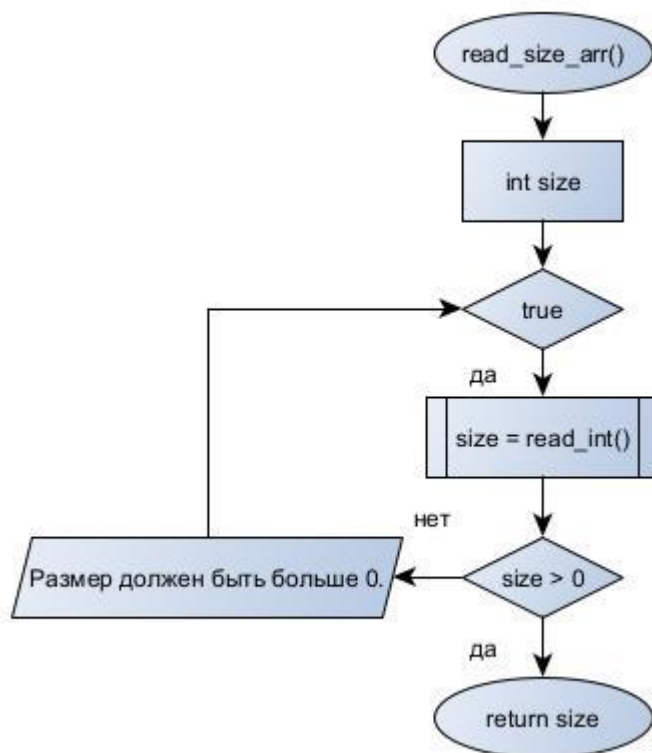 read_size_arr()
int size
true
да
size = read_int()
нет
size > 0
Размер должен быть больше 0.
да
return size